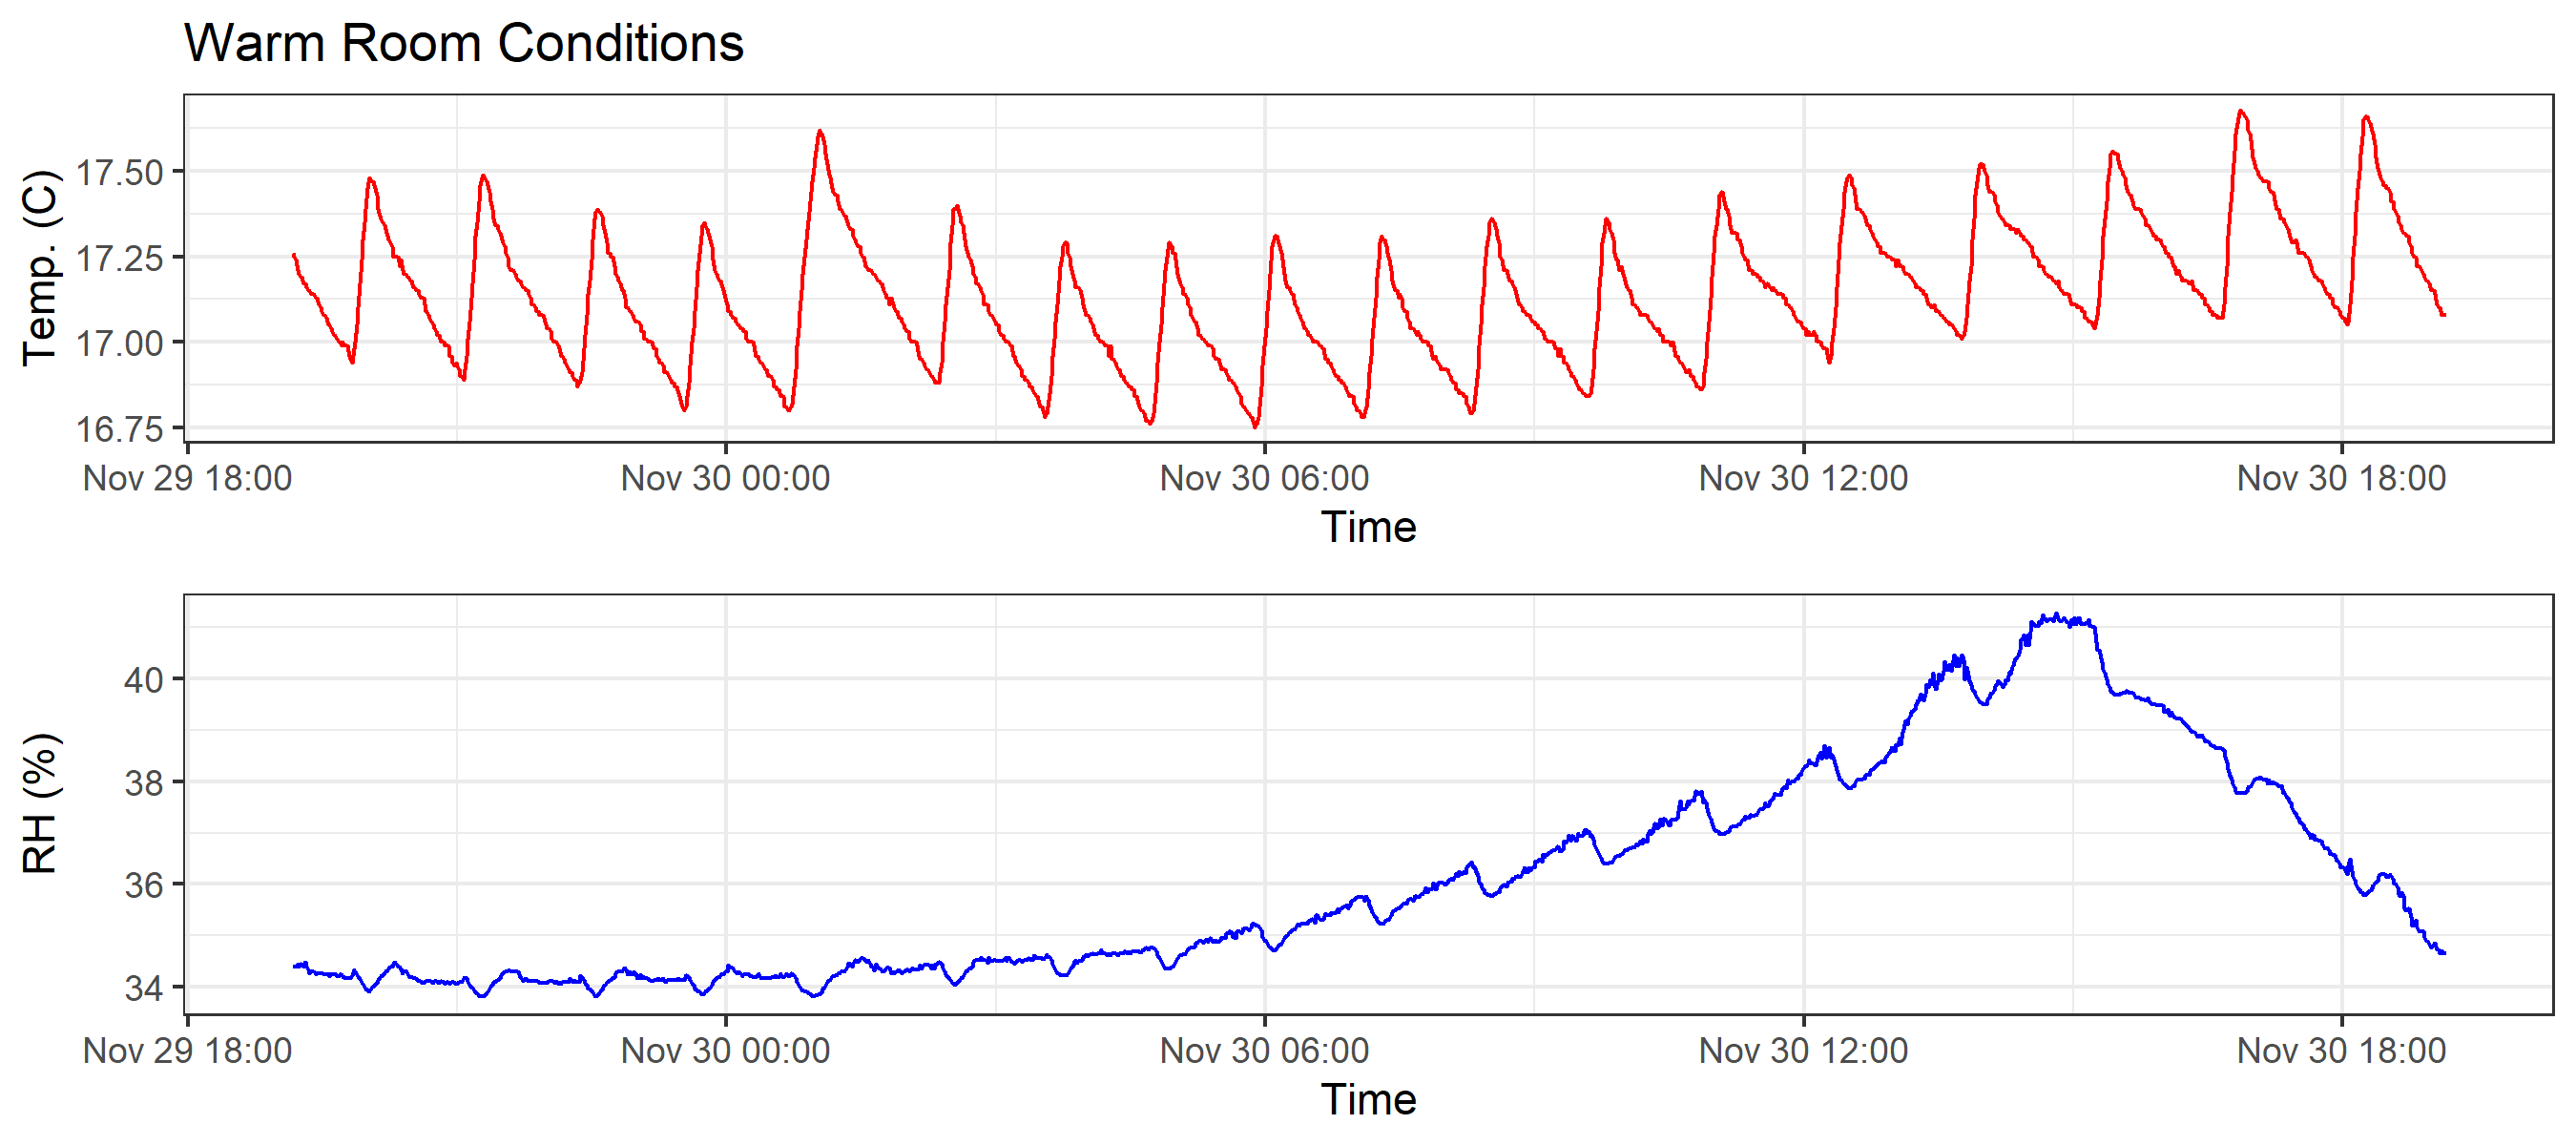 Warm Room Conditions
Temp. (C)
17.50
17.25
17.00
16.75
Nov 29 18:00 Nov 30 00:00 Nov 30 06:00 Nov 30 12:00 Nov 30 18:00
Time
RH (%)
40
38
36
34
Nov 29 18:00 Nov 30 00:00 Nov 30 06:00 Nov 30 12:00 Nov 30 18:00
Time